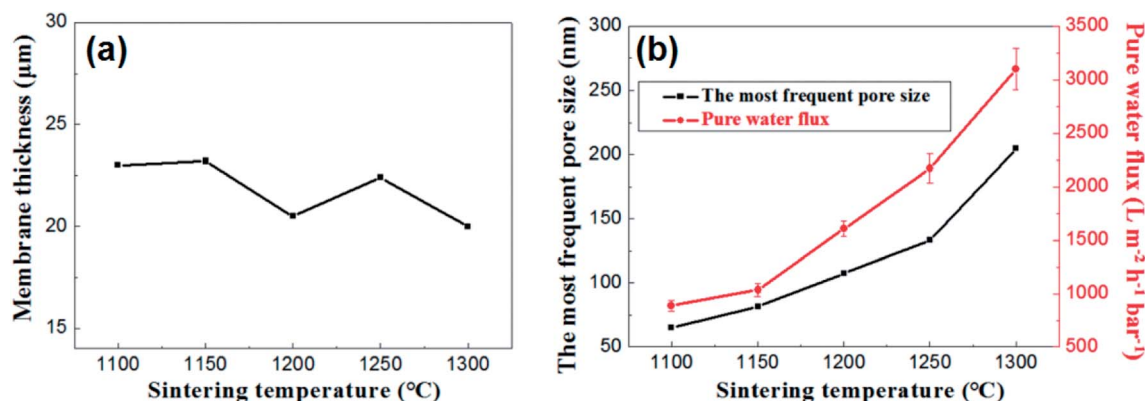 (a)
Membrane thickness (µm)
30
25
20
15
1100 1150 1200 1250 1300
Sintering temperature (°C)
(b)
The most frequent pore size (nm)
300
250
200
150
100
50
The most frequent pore size
Pure water flux
3500
3000
2500
2000
1500
1000
500
Pure water flux (L m⁻² h⁻¹ bar⁻¹)
1100 1150 1200 1250 1300
Sintering temperature (°C)